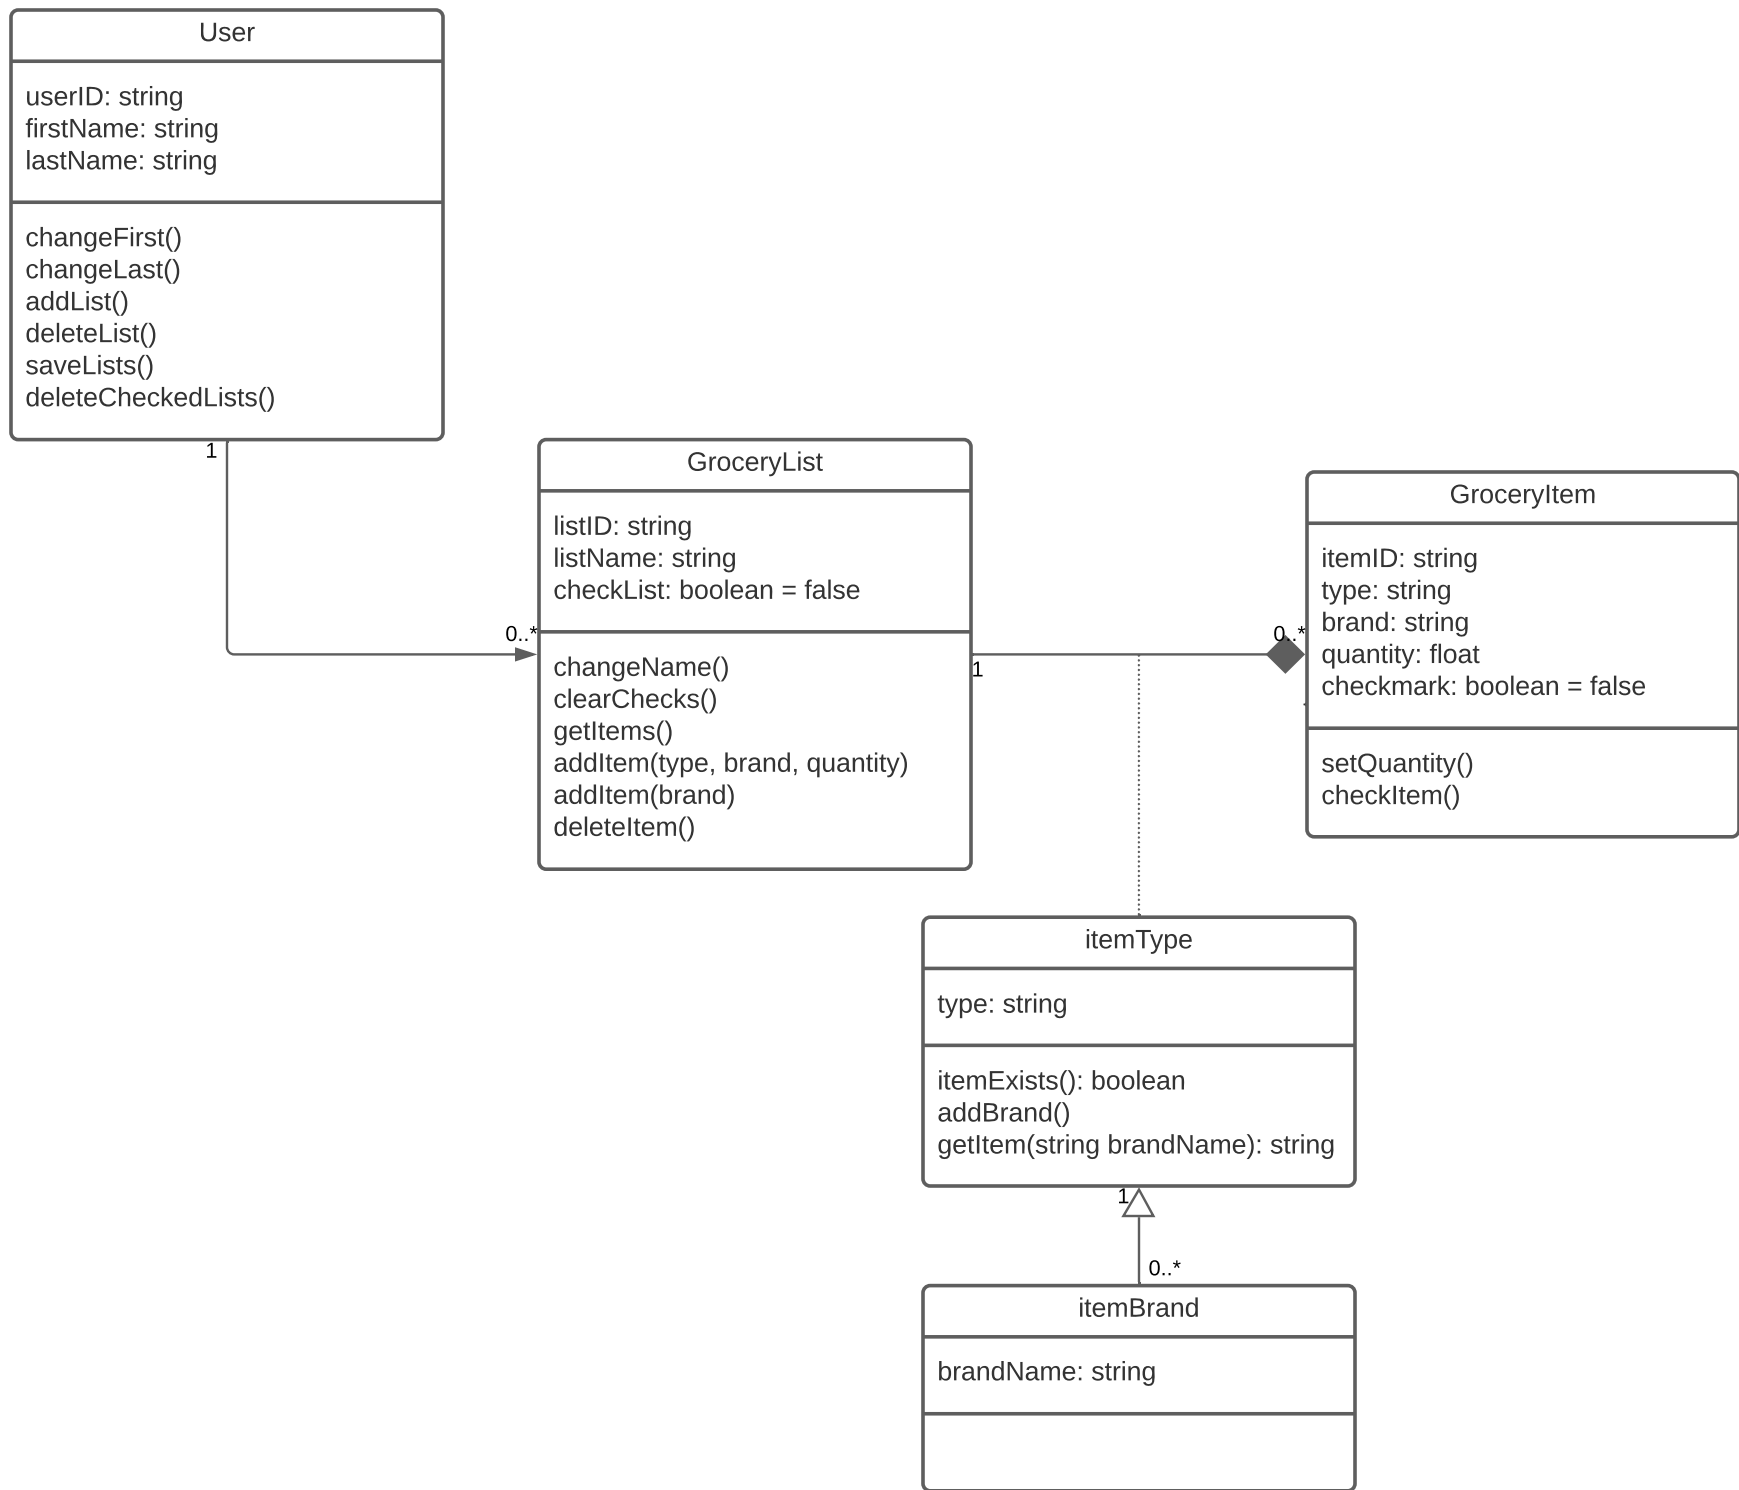 User
userID: string
firstName: string
lastName: string
changeFirst()
changeLast()
addList()
deleteList()
saveLists()
deleteCheckedLists()
1
0..*
GroceryList
listID: string
listName: string
checkList: boolean = false
changeName()
clearChecks()
getItems()
addItem(type, brand, quantity)
addItem(brand)
deleteItem()
1
0..*
GroceryItem
itemID: string
type: string
brand: string
quantity: float
checkmark: boolean = false
setQuantity()
checkItem()
itemType
type: string
itemExists(): boolean
addBrand()
getItem(string brandName): string
1
0..*
itemBrand
brandName: string